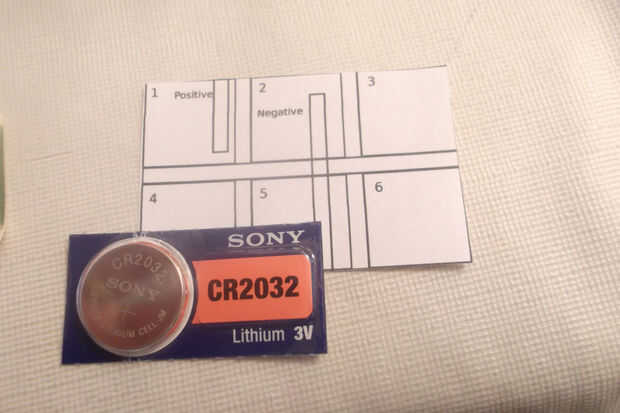 1
Positive
2
3
Negative
4
5
6
SONY
CR2032
SONY
+
CR2032
Lithium 3V